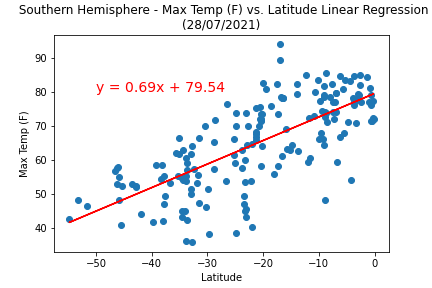 Southern Hemisphere - Max Temp (F) vs. Latitude Linear Regression
(28/07/2021)
90
y = 0.69x + 79.54
80
70
Max Temp (F)
60
50
40
−50 −40 −30 −20 −10 0
Latitude